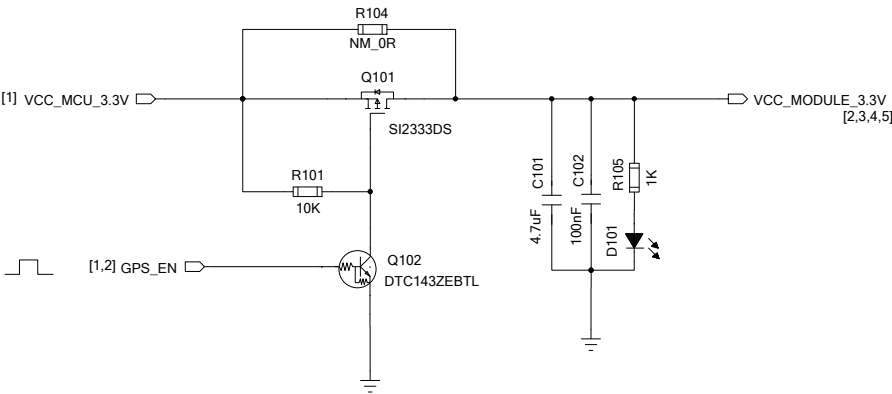 R104
NM_0R
Q101
[1] VCC_MCU_3.3V
VCC_MODULE_3.3V
[2,3,4,5]
SI2333DS
R101
10K
C101
4.7uF
C102
100nF
R105
1K
D101
[1,2] GPS_EN
Q102
DTC143ZEBTL